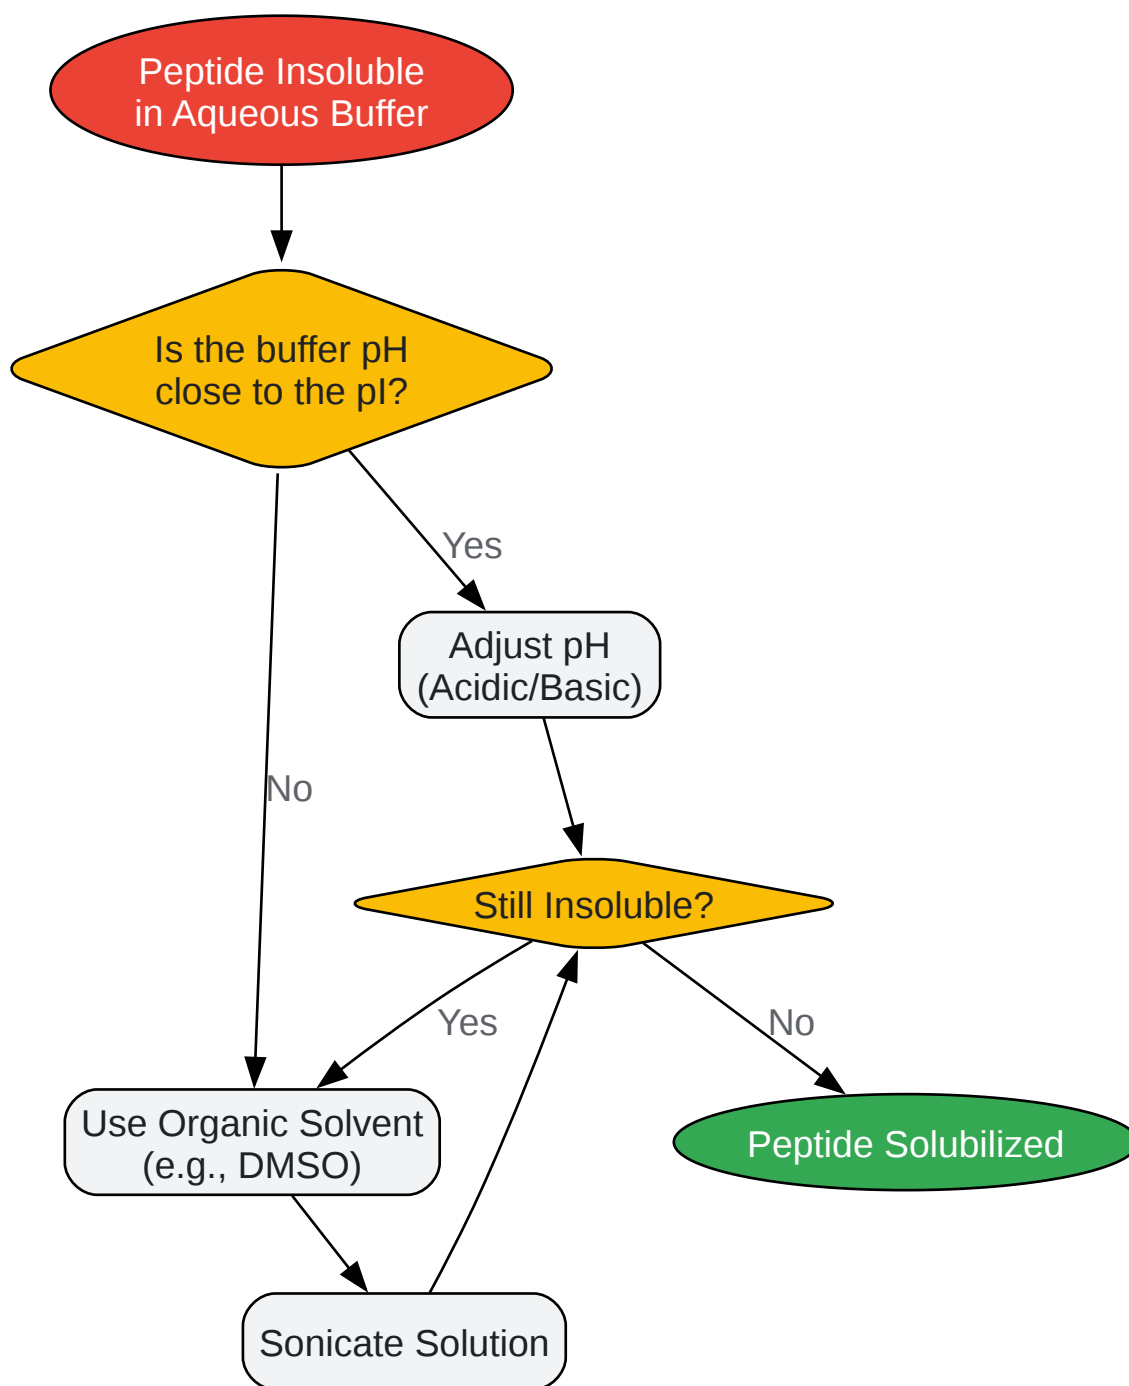 Peptide Insoluble
in Aqueous Buffer
Is the buffer pH
close to the pI?
Yes
Adjust pH
(Acidic/Basic)
No
Still Insoluble?
Yes
No
Use Organic Solvent
(e.g., DMSO)
Peptide Solubilized
Sonicate Solution